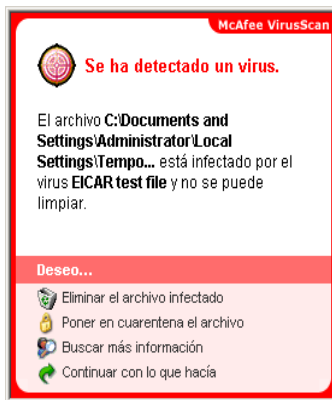 McAfee VirusScan
Se ha detectado un virus.
El archivo C:\Documents and
Settings\Administrator\Local
Settings\Tempo... está infectado por el
virus EICAR test file y no se puede
limpiar.
Deseo...
Eliminar el archivo infectado
Poner en cuarentena el archivo
Buscar más información
Continuar con lo que hacía